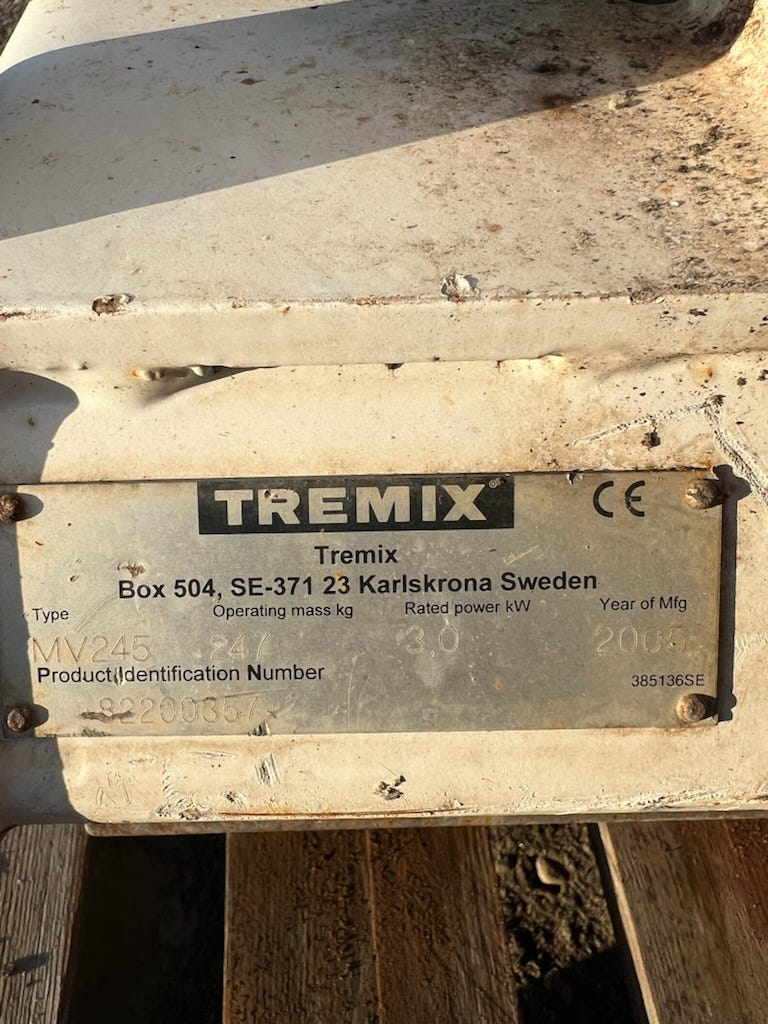 TREMIX CE
Tremix
Box 504, SE-371 23 Karlskrona Sweden
Type Operating mass kg Rated power kW Year of Mfg
MV245 247 3,0 2005
Product Identification Number 385136SE
82200357